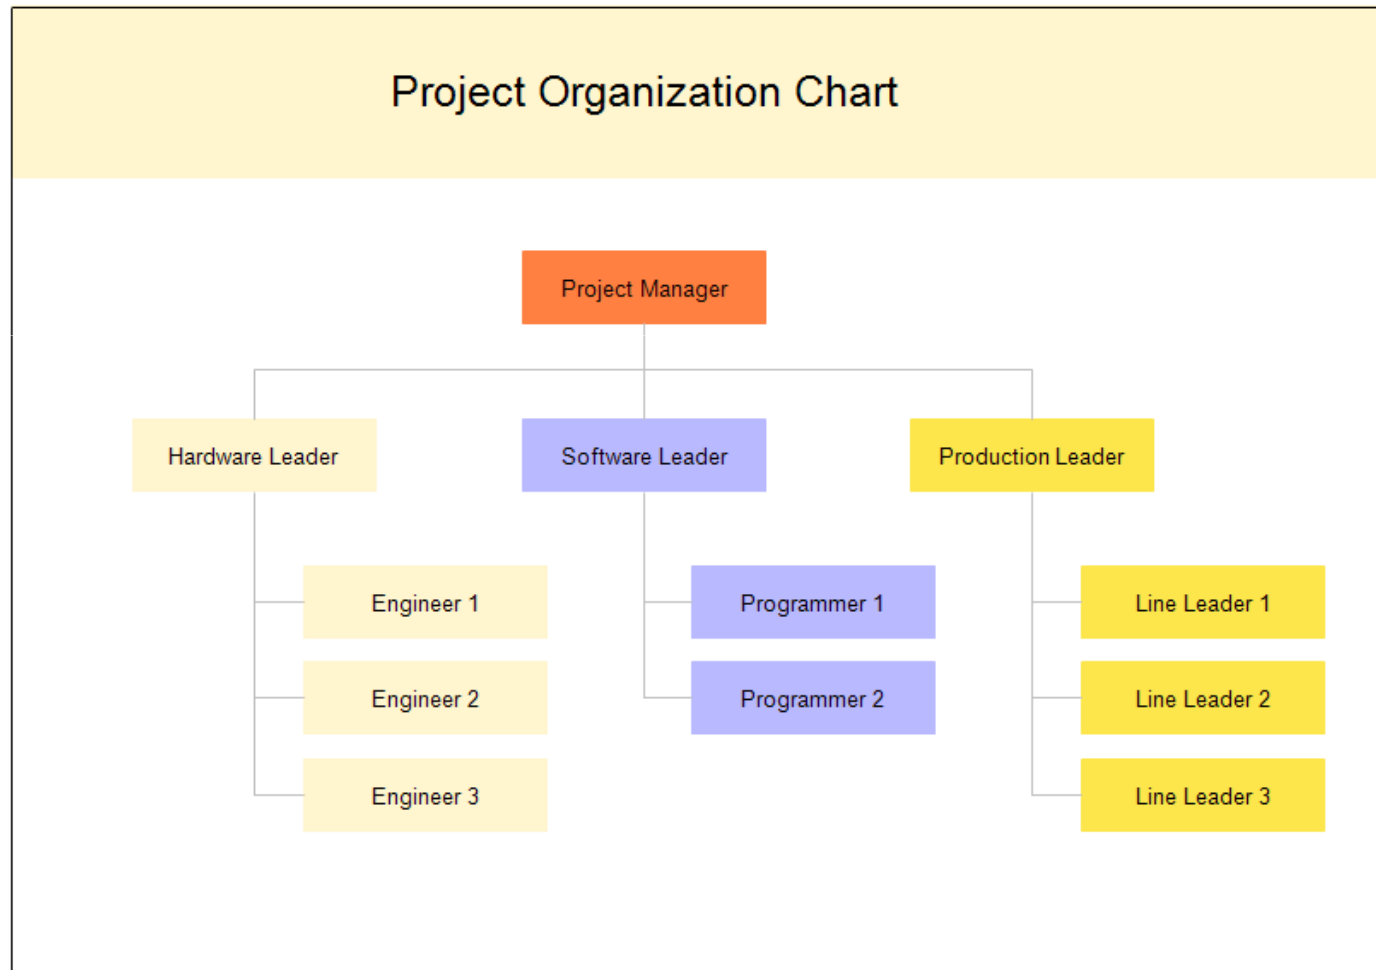 Project Organization Chart
Project Manager
Hardware Leader
Software Leader
Production Leader
Engineer 1
Programmer 1
Line Leader 1
Engineer 2
Programmer 2
Line Leader 2
Engineer 3
Line Leader 3